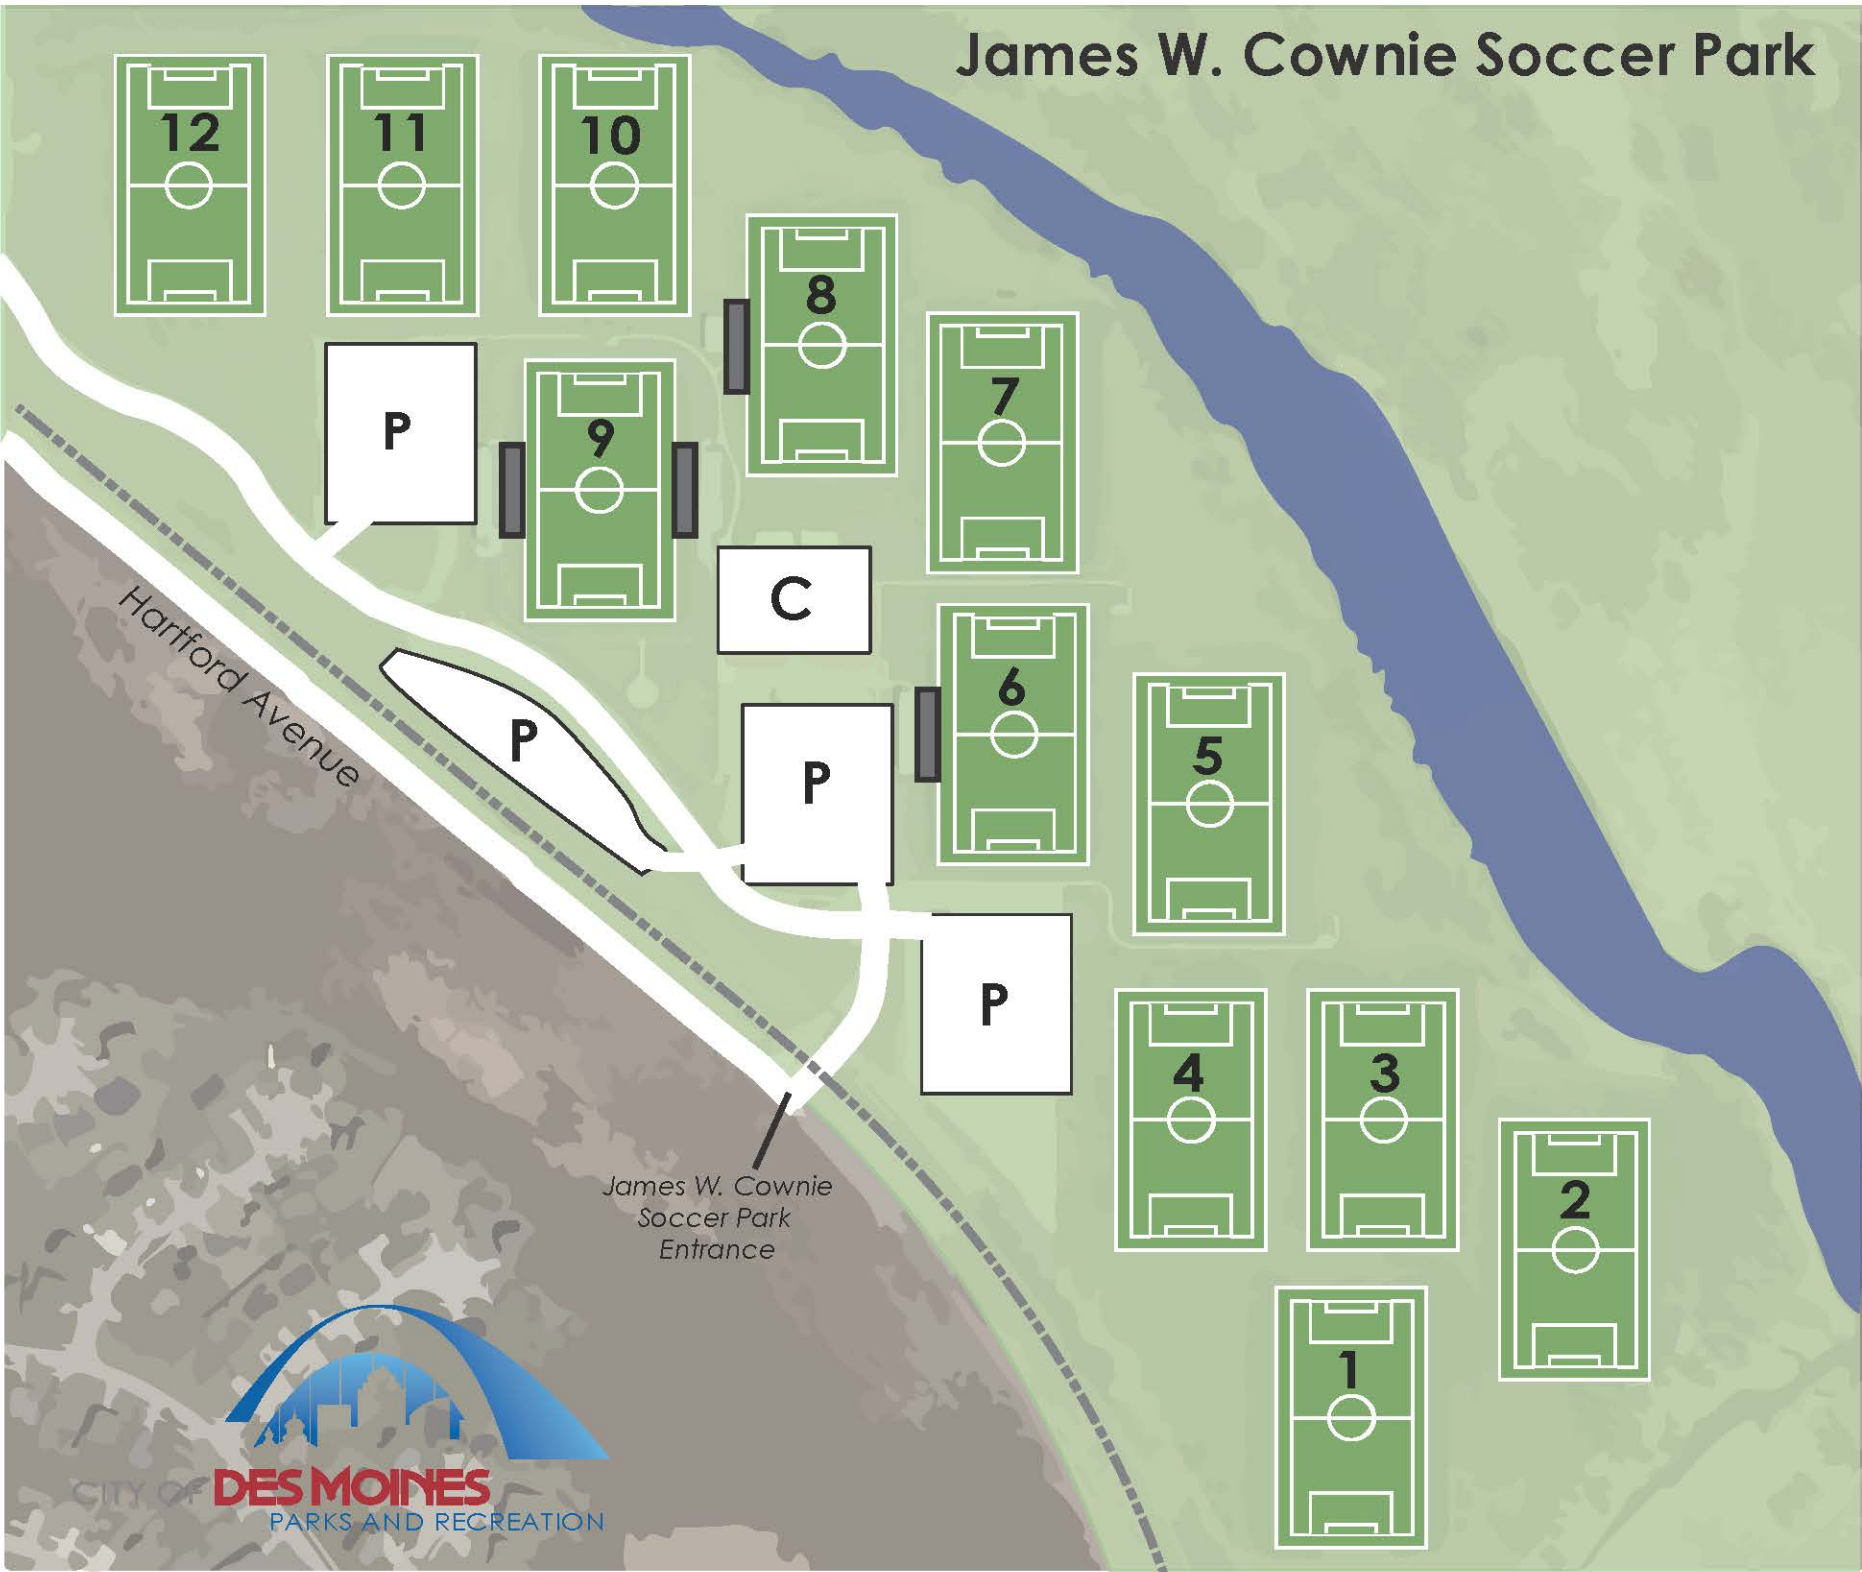 James W. Cownie Soccer Park
12
11
10
8
7
9
P
C
6
P
P
5
Hartford Avenue
P
4
3
2
1
James W. Cownie
Soccer Park
Entrance
CITY OF DES MOINES
PARKS AND RECREATION